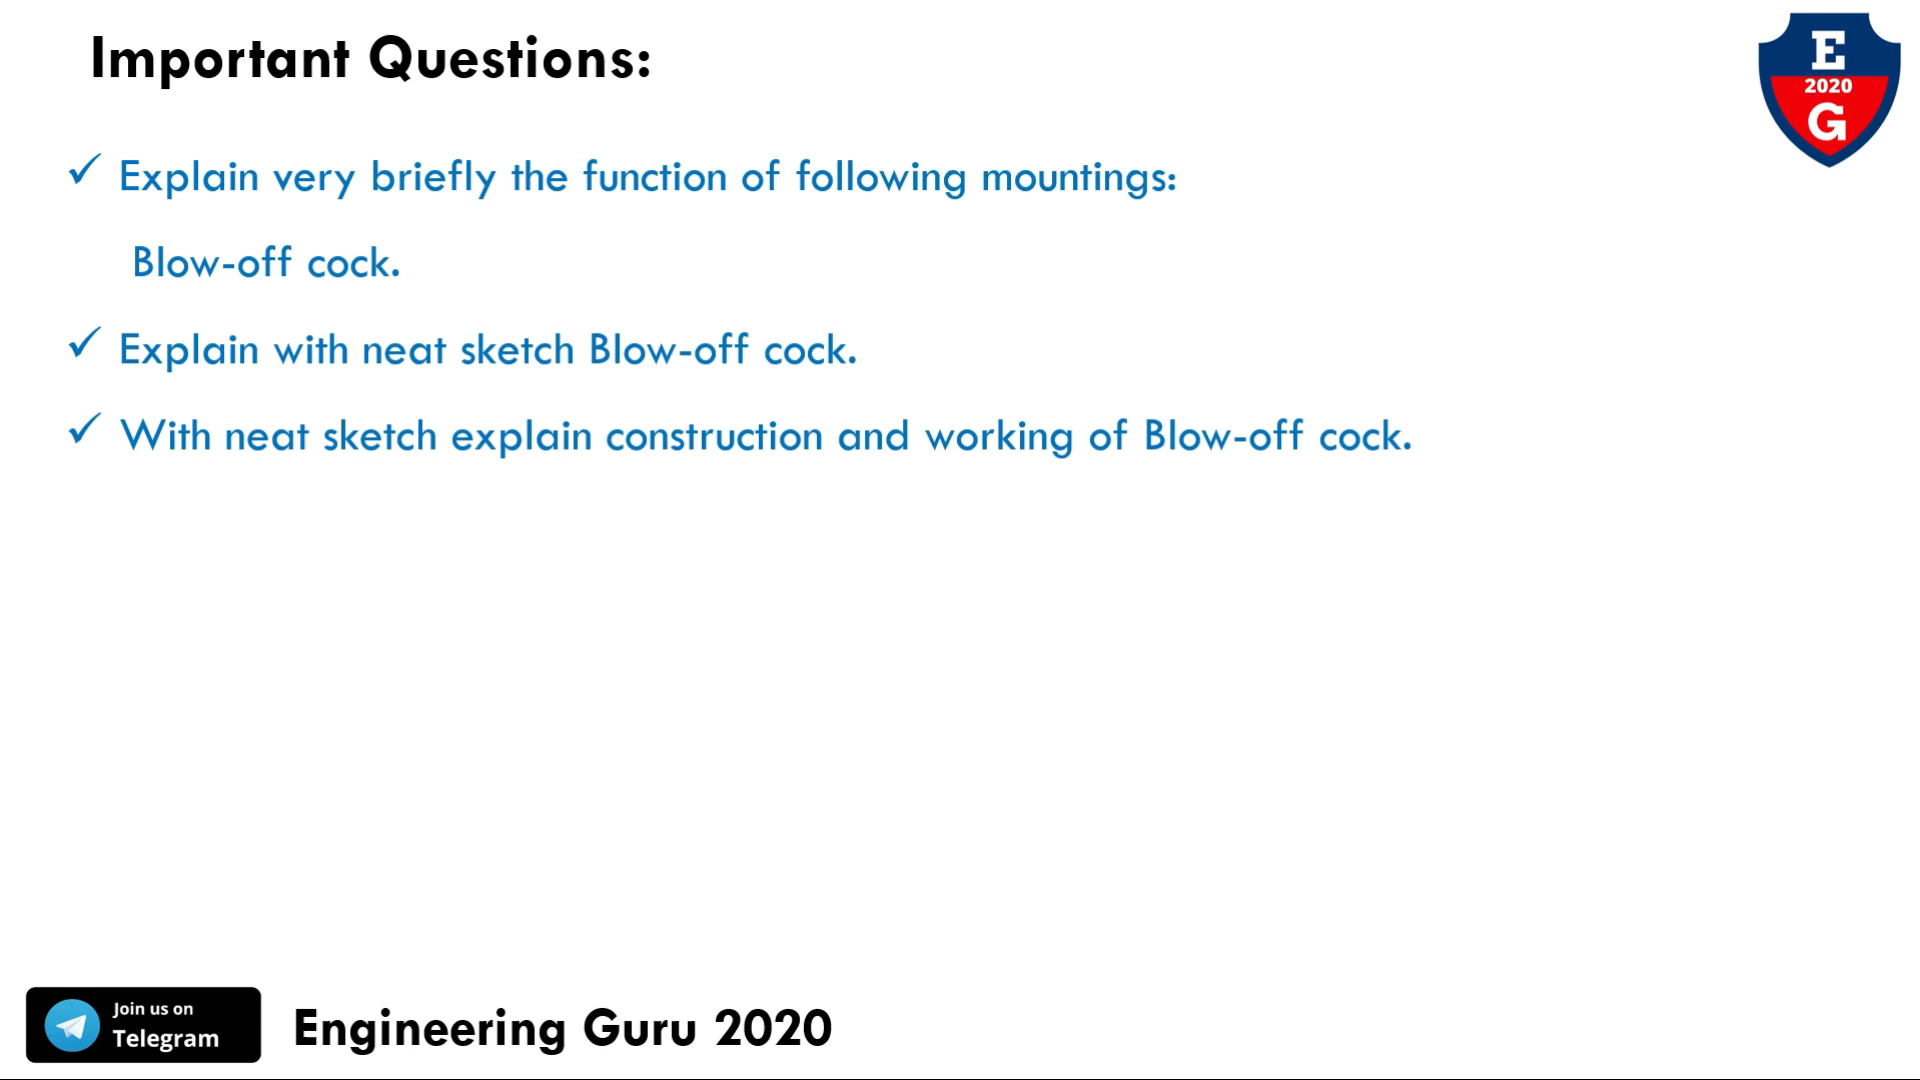 Important Questions:
E
2020
G
✓ Explain very briefly the function of following mountings:
Blow-off cock.
✓ Explain with neat sketch Blow-off cock.
✓ With neat sketch explain construction and working of Blow-off cock.
Join us on
Telegram
Engineering Guru 2020